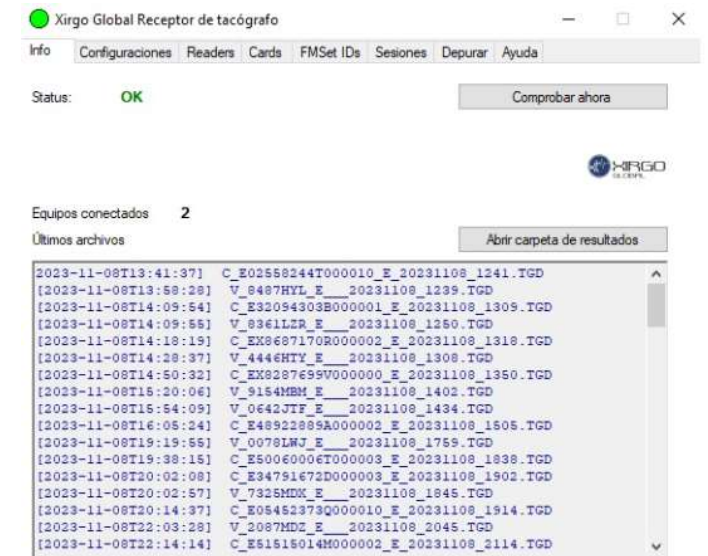 Xirgo Global Receptor de tacógrafo
Info Configuraciones Readers Cards FMSet IDs Sesiones Depurar Ayuda
Status: OK Comprobar ahora
XIRGO
GLOBAL
Equipos conectados 2
Últimos archivos Abrir carpeta de resultados
2023-11-08T13:41:37] C_E02558244T000010_E_20231108_1241.TGD
[2023-11-08T13:58:28] V_8487HYL_E___20231108_1239.TGD
[2023-11-08T14:09:54] C_E32094303B000001_E_20231108_1309.TGD
[2023-11-08T14:09:55] V_8361LZR_E___20231108_1250.TGD
[2023-11-08T14:18:19] C_EX8687170R000002_E_20231108_1318.TGD
[2023-11-08T14:28:37] V_4446HTY_E___20231108_1308.TGD
[2023-11-08T14:50:32] C_EX8287699V000000_E_20231108_1350.TGD
[2023-11-08T15:20:06] V_9154MBM_E___20231108_1402.TGD
[2023-11-08T15:54:09] V_0642JTF_E___20231108_1434.TGD
[2023-11-08T16:05:24] C_E48922889A000002_E_20231108_1505.TGD
[2023-11-08T19:19:55] V_0078LWJ_E___20231108_1759.TGD
[2023-11-08T19:38:15] C_E50060006T000003_E_20231108_1838.TGD
[2023-11-08T20:02:08] C_E34791672D000003_E_20231108_1902.TGD
[2023-11-08T20:02:57] V_7325MDX_E___20231108_1845.TGD
[2023-11-08T20:14:37] C_E05452373Q000010_E_20231108_1914.TGD
[2023-11-08T22:03:28] V_2087MDZ_E___20231108_2045.TGD
[2023-11-08T22:14:14] C_E51515014M000002_E_20231108_2114.TGD